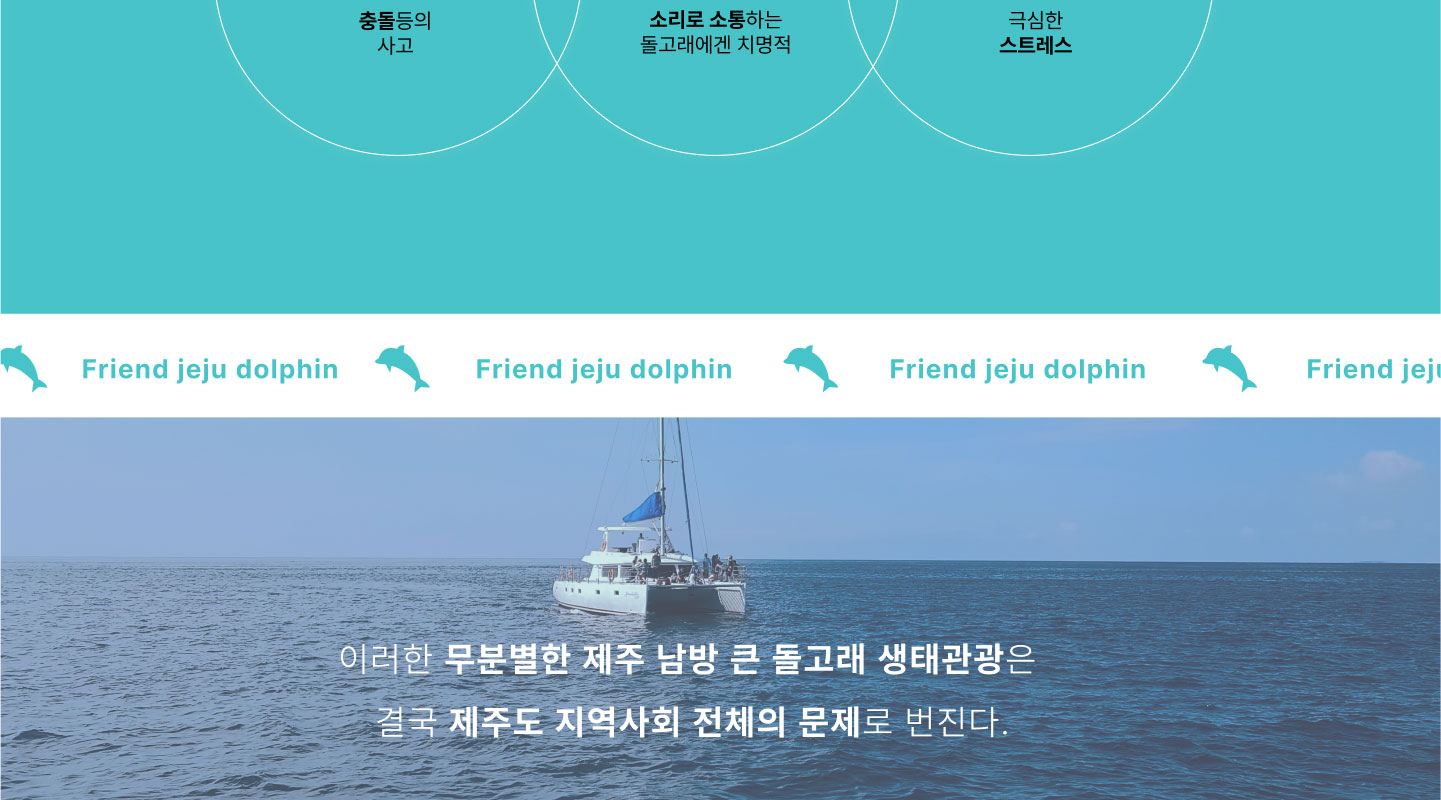 충돌등의
사고
소리로 소통하는
돌고래에겐 치명적
극심한
스트레스
Friend jeju dolphin Friend jeju dolphin Friend jeju dolphin Friend jeju
이러한 무분별한 제주 남방 큰 돌고래 생태관광은
결국 제주도 지역사회 전체의 문제로 번진다.